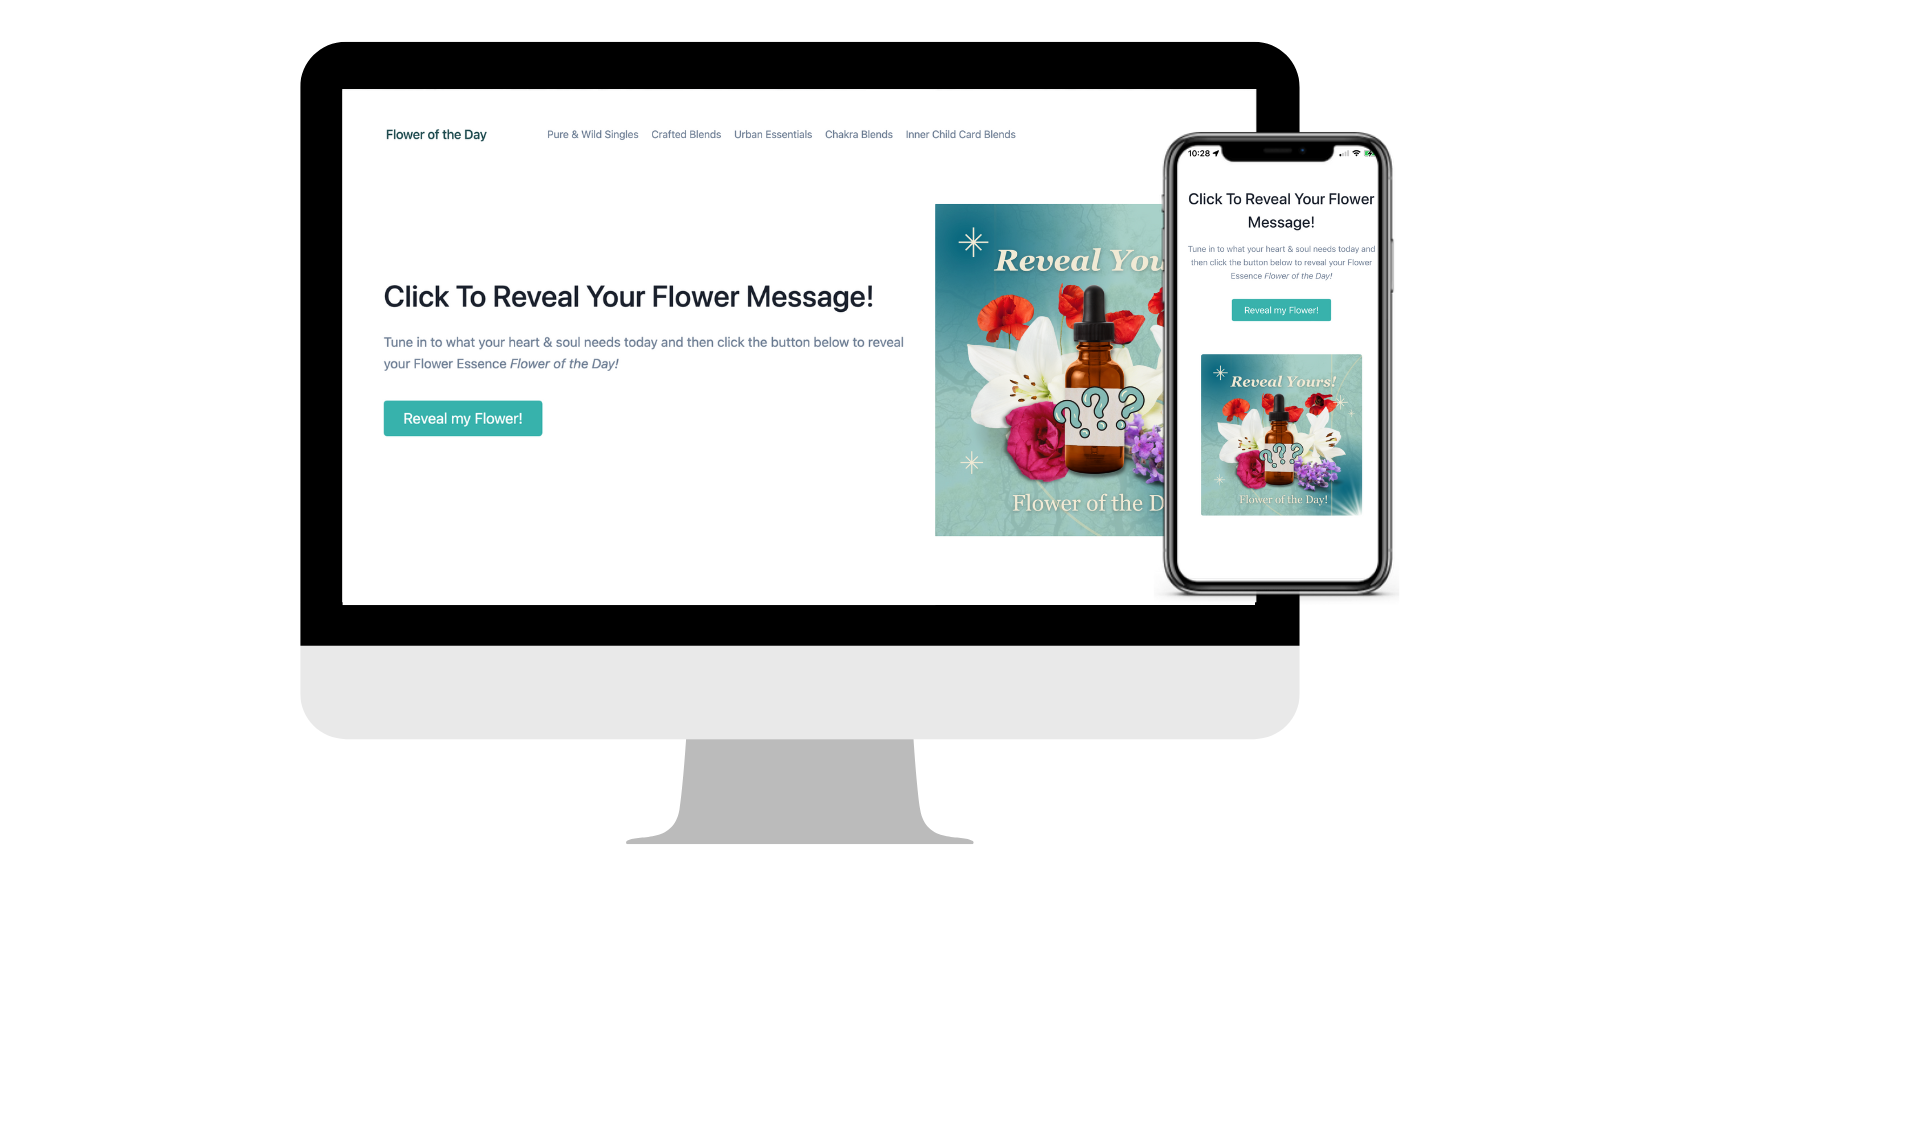 Flower of the Day
Pure & Wild Singles
Crafted Blends
Urban Essentials
Chakra Blends
Inner Child Card Blends
Click To Reveal Your Flower Message!
Tune in to what your heart & soul needs today and then click the button below to reveal
your Flower Essence Flower of the Day!
Reveal my Flower!
Reveal You
???
Flower of the D
10:28
Click To Reveal Your Flower
Message!
Tune in to what your heart & soul needs today and
then click the button below to reveal your Flower
Essence Flower of the Day!
Reveal my Flower!
Reveal Yours!
???
Flower of the Day!